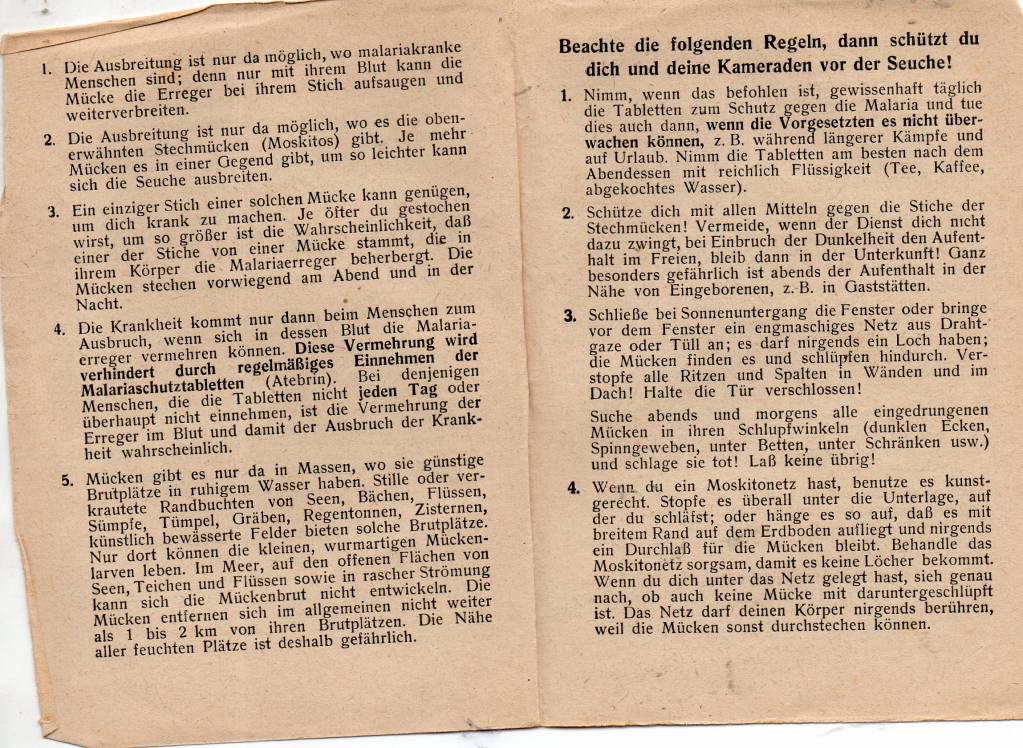 1. Die Ausbreitung ist nur da möglich, wo malariakranke
Menschen sind; denn nur mit ihrem Blut kann die
Mücke die Erreger bei ihrem Stich aufsaugen und
weiterverbreiten.
2. Die Ausbreitung ist nur da möglich, wo es die oben-
erwähnten Stechmücken (Moskitos) gibt. Je mehr
Mücken es in einer Gegend gibt, um so leichter kann
sich die Seuche ausbreiten.
3. Ein einziger Stich einer solchen Mücke kann genügen,
um dich krank zu machen. Je öfter du gestochen
wirst, um so größer ist die Wahrscheinlichkeit, daß
einer der Stiche von einer Mücke stammt, die in
ihrem Körper die Malariaerreger beherbergt. Die
Mücken stechen vorwiegend am Abend und in der
Nacht.
4. Die Krankheit kommt nur dann beim Menschen zum
Ausbruch, wenn sich in dessen Blut die Malaria-
erreger vermehren können. Diese Vermehrung wird
verhindert durch regelmäßiges Einnehmen der
Malariaschutztabletten (Atebrin). Bei denjenigen
Menschen, die die Tabletten nicht jeden Tag oder
überhaupt nicht einnehmen, ist die Vermehrung der
Erreger im Blut und damit der Ausbruch der Krank-
heit wahrscheinlich.
5. Mücken gibt es nur da in Massen, wo sie günstige
Brutplätze in ruhigem Wasser haben. Stille oder ver-
krautete Randbuchten von Seen, Bächen, Flüssen,
Sümpfe, Tümpel, Gräben, Regentonnen, Zisternen,
künstlich bewässerte Felder bieten solche Brutplätze.
Nur dort können die kleinen, wurmartigen Mücken-
larven leben. Im Meer, auf den offenen Flächen von
Seen, Teichen und Flüssen sowie in rascher Strömung
kann sich die Mückenbrut nicht entwickeln. Die
Mücken entfernen sich im allgemeinen nicht weiter
als 1 bis 2 km von ihren Brutplätzen. Die Nähe
aller feuchten Plätze ist deshalb gefährlich.
Beachte die folgenden Regeln, dann schützt du
dich und deine Kameraden vor der Seuche!
1. Nimm, wenn das befohlen ist, gewissenhaft täglich
die Tabletten zum Schutz gegen die Malaria und tue
dies auch dann, wenn die Vorgesetzten es nicht über-
wachen können, z. B. während längerer Kämpfe und
auf Urlaub. Nimm die Tabletten am besten nach dem
Abendessen mit reichlich Flüssigkeit (Tee, Kaffee,
abgekochtes Wasser).
2. Schütze dich mit allen Mitteln gegen die Stiche der
Stechmücken! Vermeide, wenn der Dienst dich nicht
dazu zwingt, bei Einbruch der Dunkelheit den Aufent-
halt im Freien, bleib dann in der Unterkunft! Ganz
besonders gefährlich ist abends der Aufenthalt in der
Nähe von Eingeborenen, z. B. in Gaststätten.
3. Schließe bei Sonnenuntergang die Fenster oder bringe
vor dem Fenster ein engmaschiges Netz aus Draht-
gaze oder Tüll an; es darf nirgends ein Loch haben;
die Mücken finden es und schlüpfen hindurch. Ver-
stopfe alle Ritzen und Spalten in Wänden und im
Dach! Halte die Tür verschlossen!
Suche abends und morgens alle eingedrungenen
Mücken in ihren Schlupfwinkeln (dunklen Ecken,
Spinngeweben, unter Betten, unter Schränken usw.)
und schlage sie tot! Laß keine übrig!
4. Wenn du ein Moskitonetz hast, benutze es kunst-
gerecht. Stopfe es überall unter die Unterlage, auf
der du schläfst; oder hänge es so auf, daß es mit
breitem Rand auf dem Erdboden aufliegt und nirgends
ein Durchlaß für die Mücken bleibt. Behandle das
Moskitonetz sorgsam, damit es keine Löcher bekommt.
Wenn du dich unter das Netz gelegt hast, sieh genau
nach, ob auch keine Mücke mit daruntergeschlüpft
ist. Das Netz darf deinen Körper nirgends berühren,
weil die Mücken sonst durchstechen können.